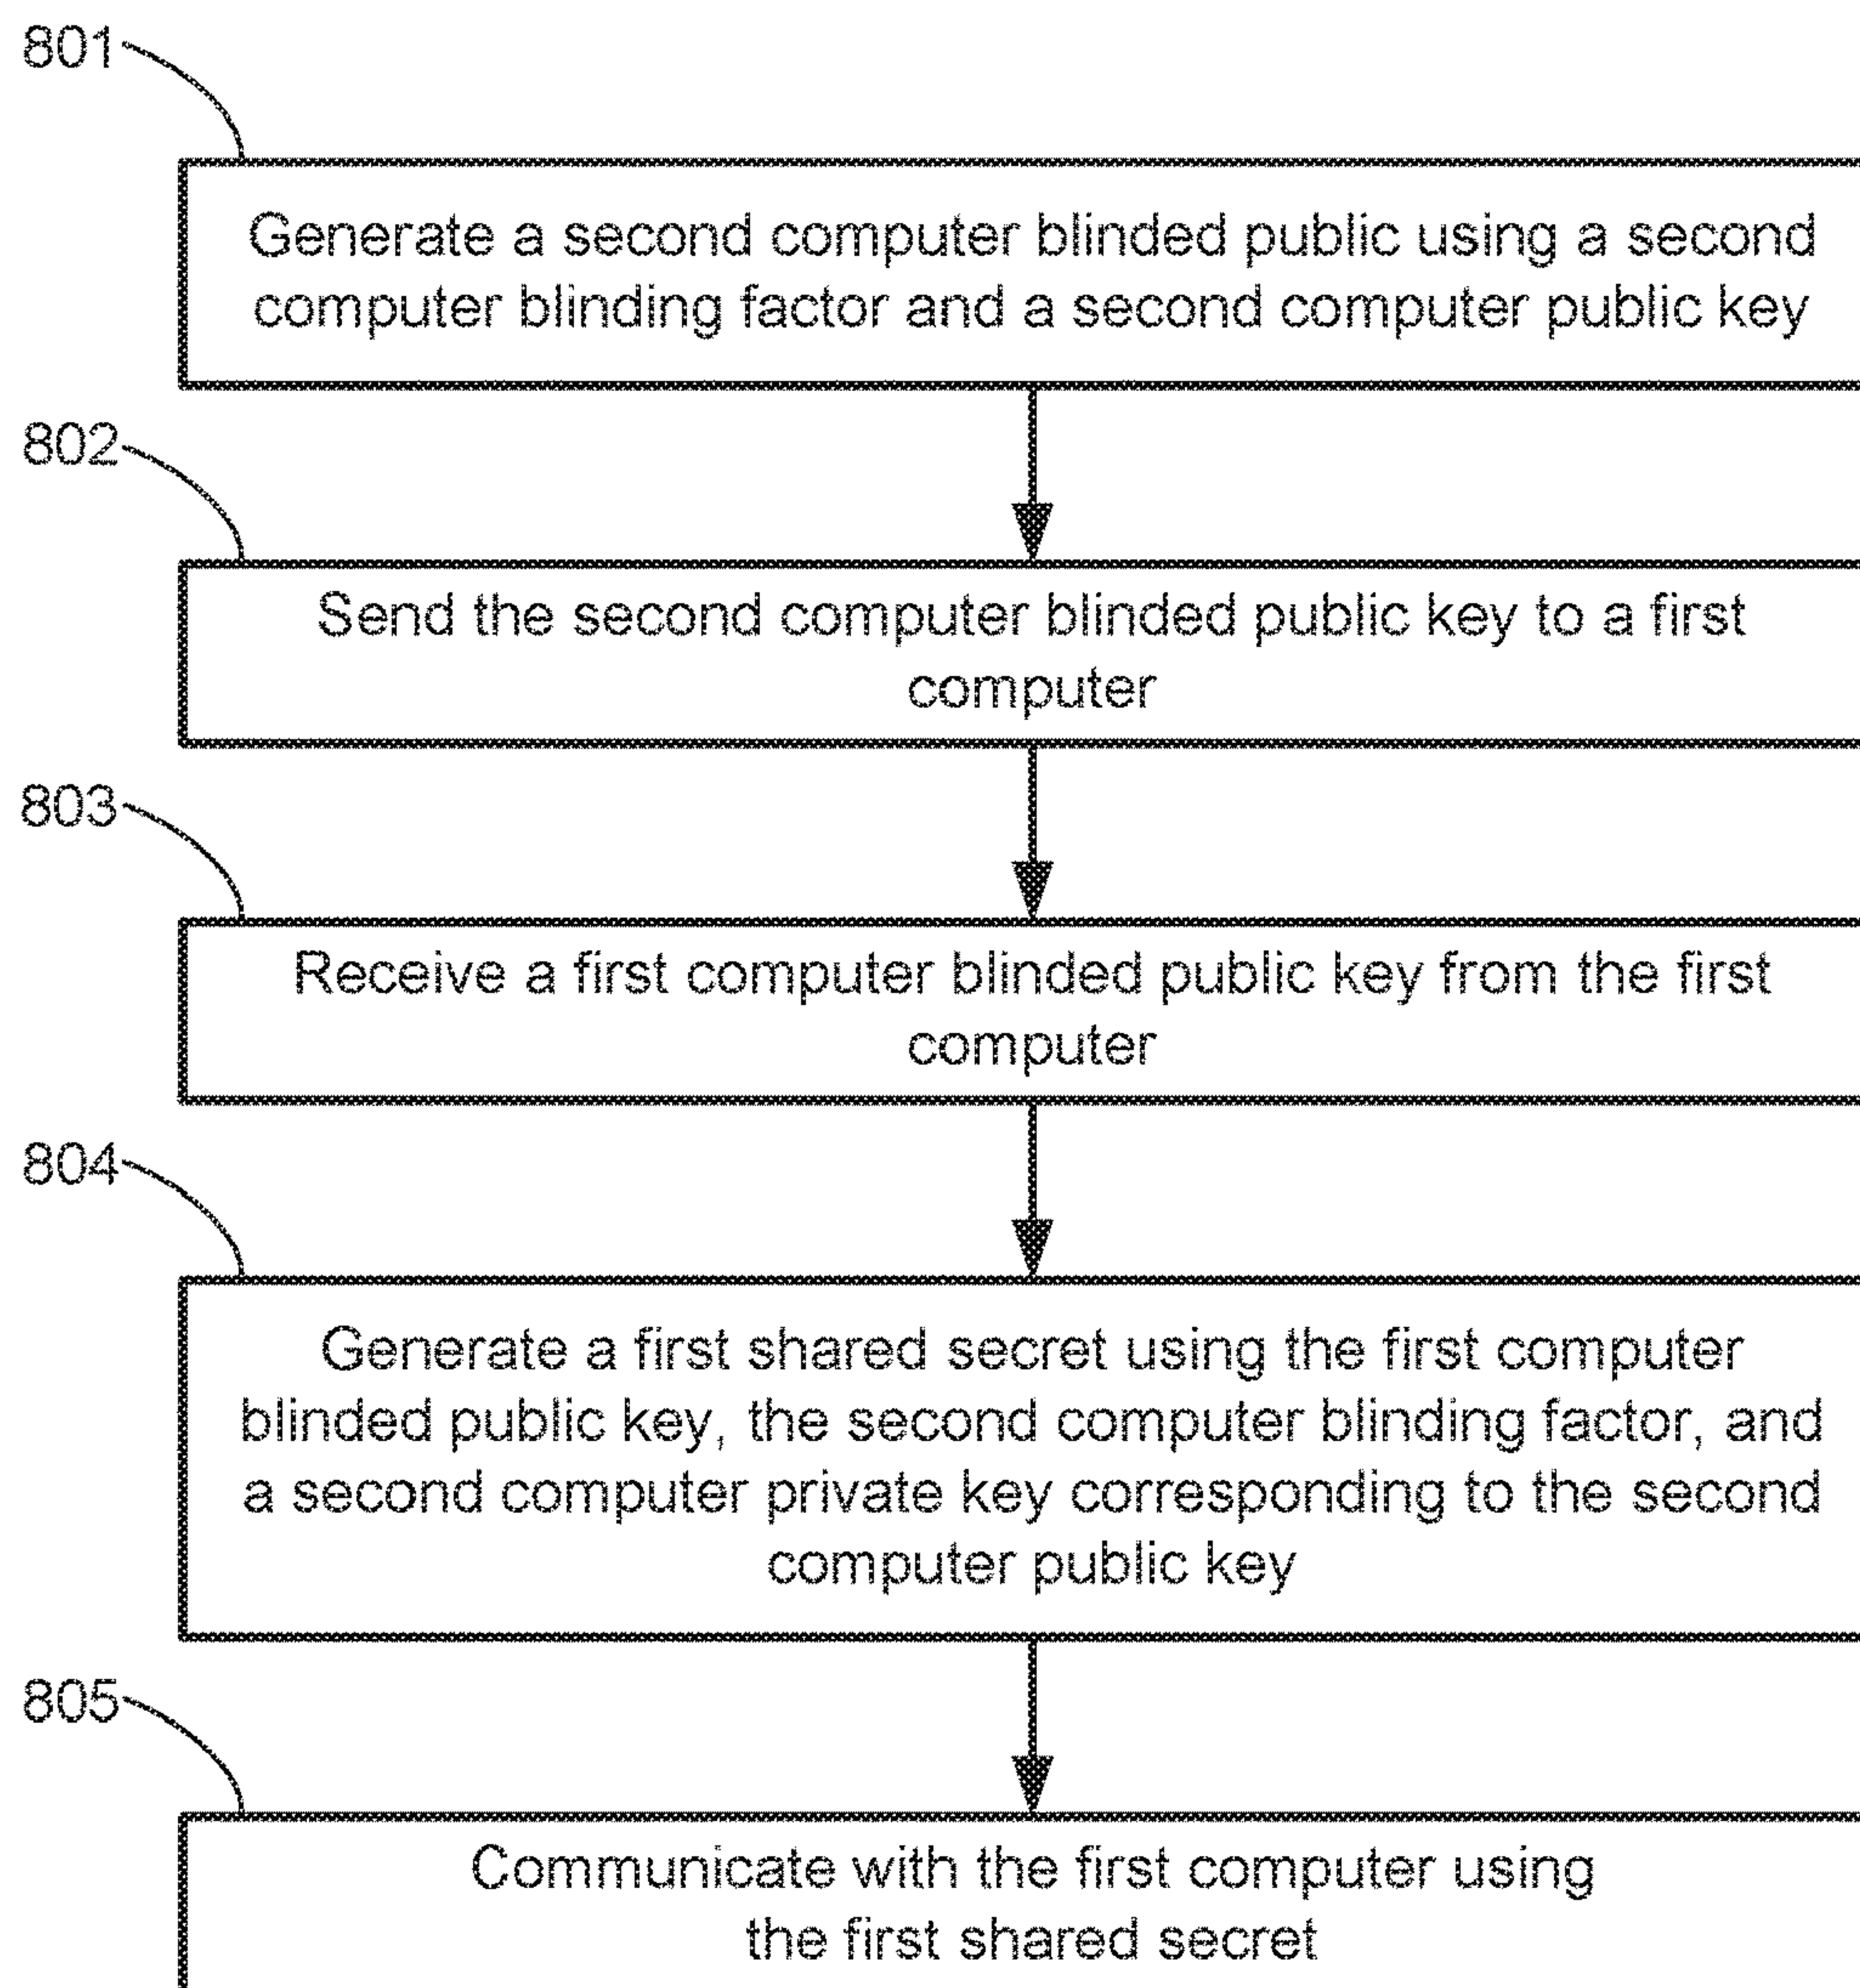 801
Generate a second computer blinded public using a second
computer blinding factor and a second computer public key
802
Send the second computer blinded public key to a first
computer
803
Receive a first computer blinded public key from the first
computer
804
Generate a first shared secret using the first computer
blinded public key, the second computer blinding factor, and
a second computer private key corresponding to the second
computer public key
805
Communicate with the first computer using
the first shared secret